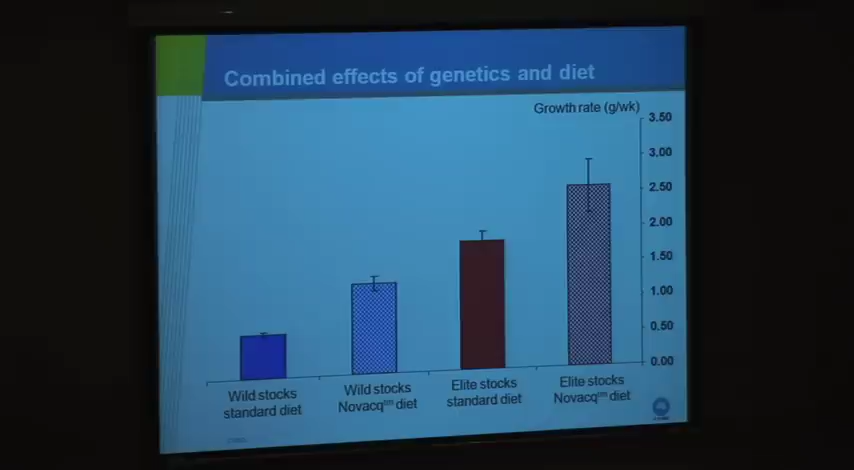 Combined effects of genetics and diet
Growth rate (g/wk)
3.50
3.00
2.50
2.00
1.50
1.00
0.50
0.00
Wild stocks
standard diet
Wild stocks
Novacq™ diet
Elite stocks
standard diet
Elite stocks
Novacq™ diet